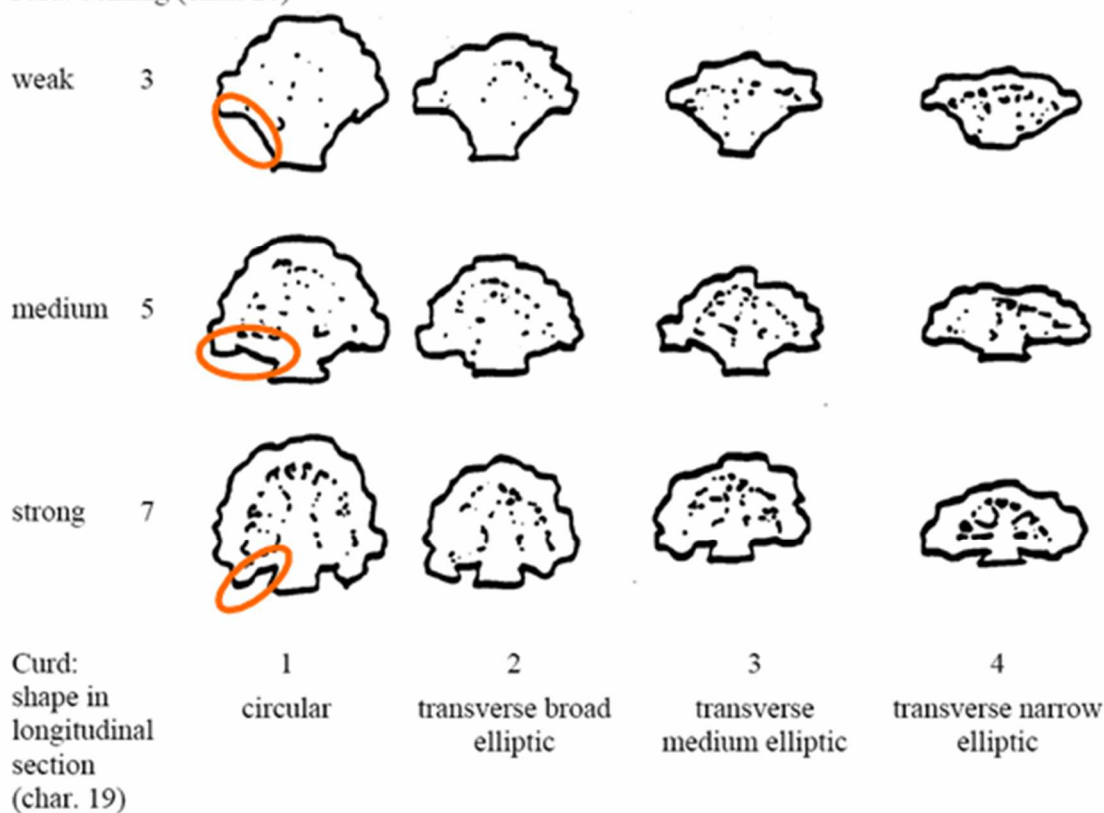 weak 3
medium 5
strong 7
Curd: 1 2 3 4
shape in circular transverse broad transverse transverse narrow
longitudinal elliptic medium elliptic elliptic
section
(char. 19)